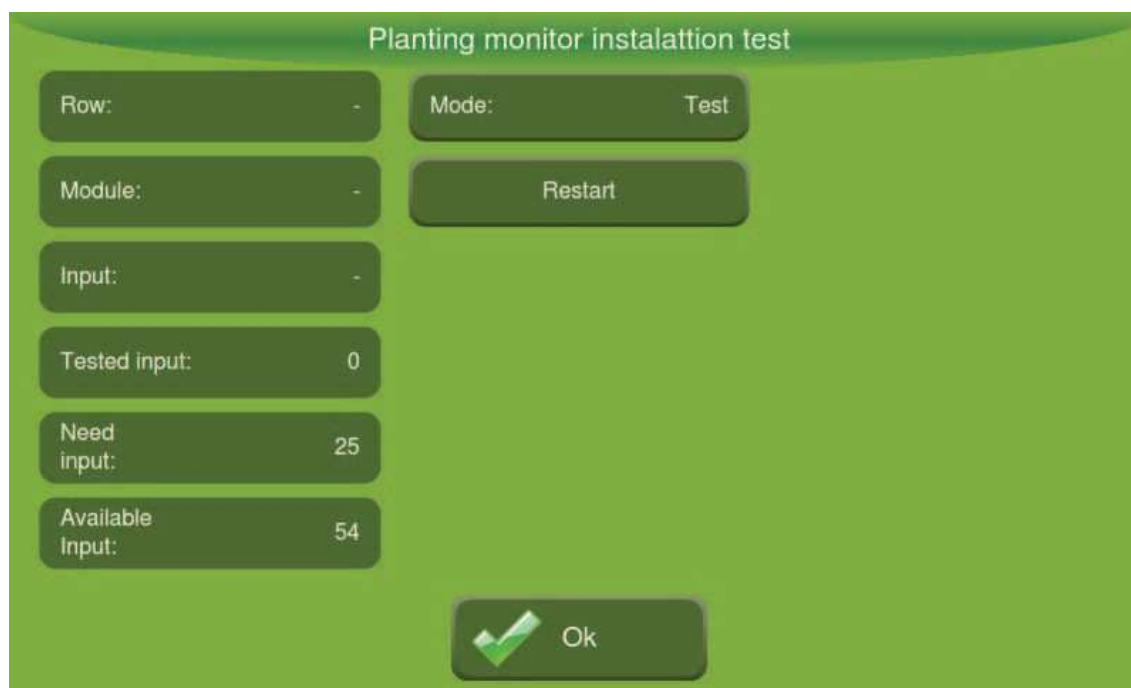 Planting monitor instalattion test
Row: -
Mode: Test
Module: -
Restart
Input: -
Tested input: 0
Need
input: 25
Available
Input: 54
Ok